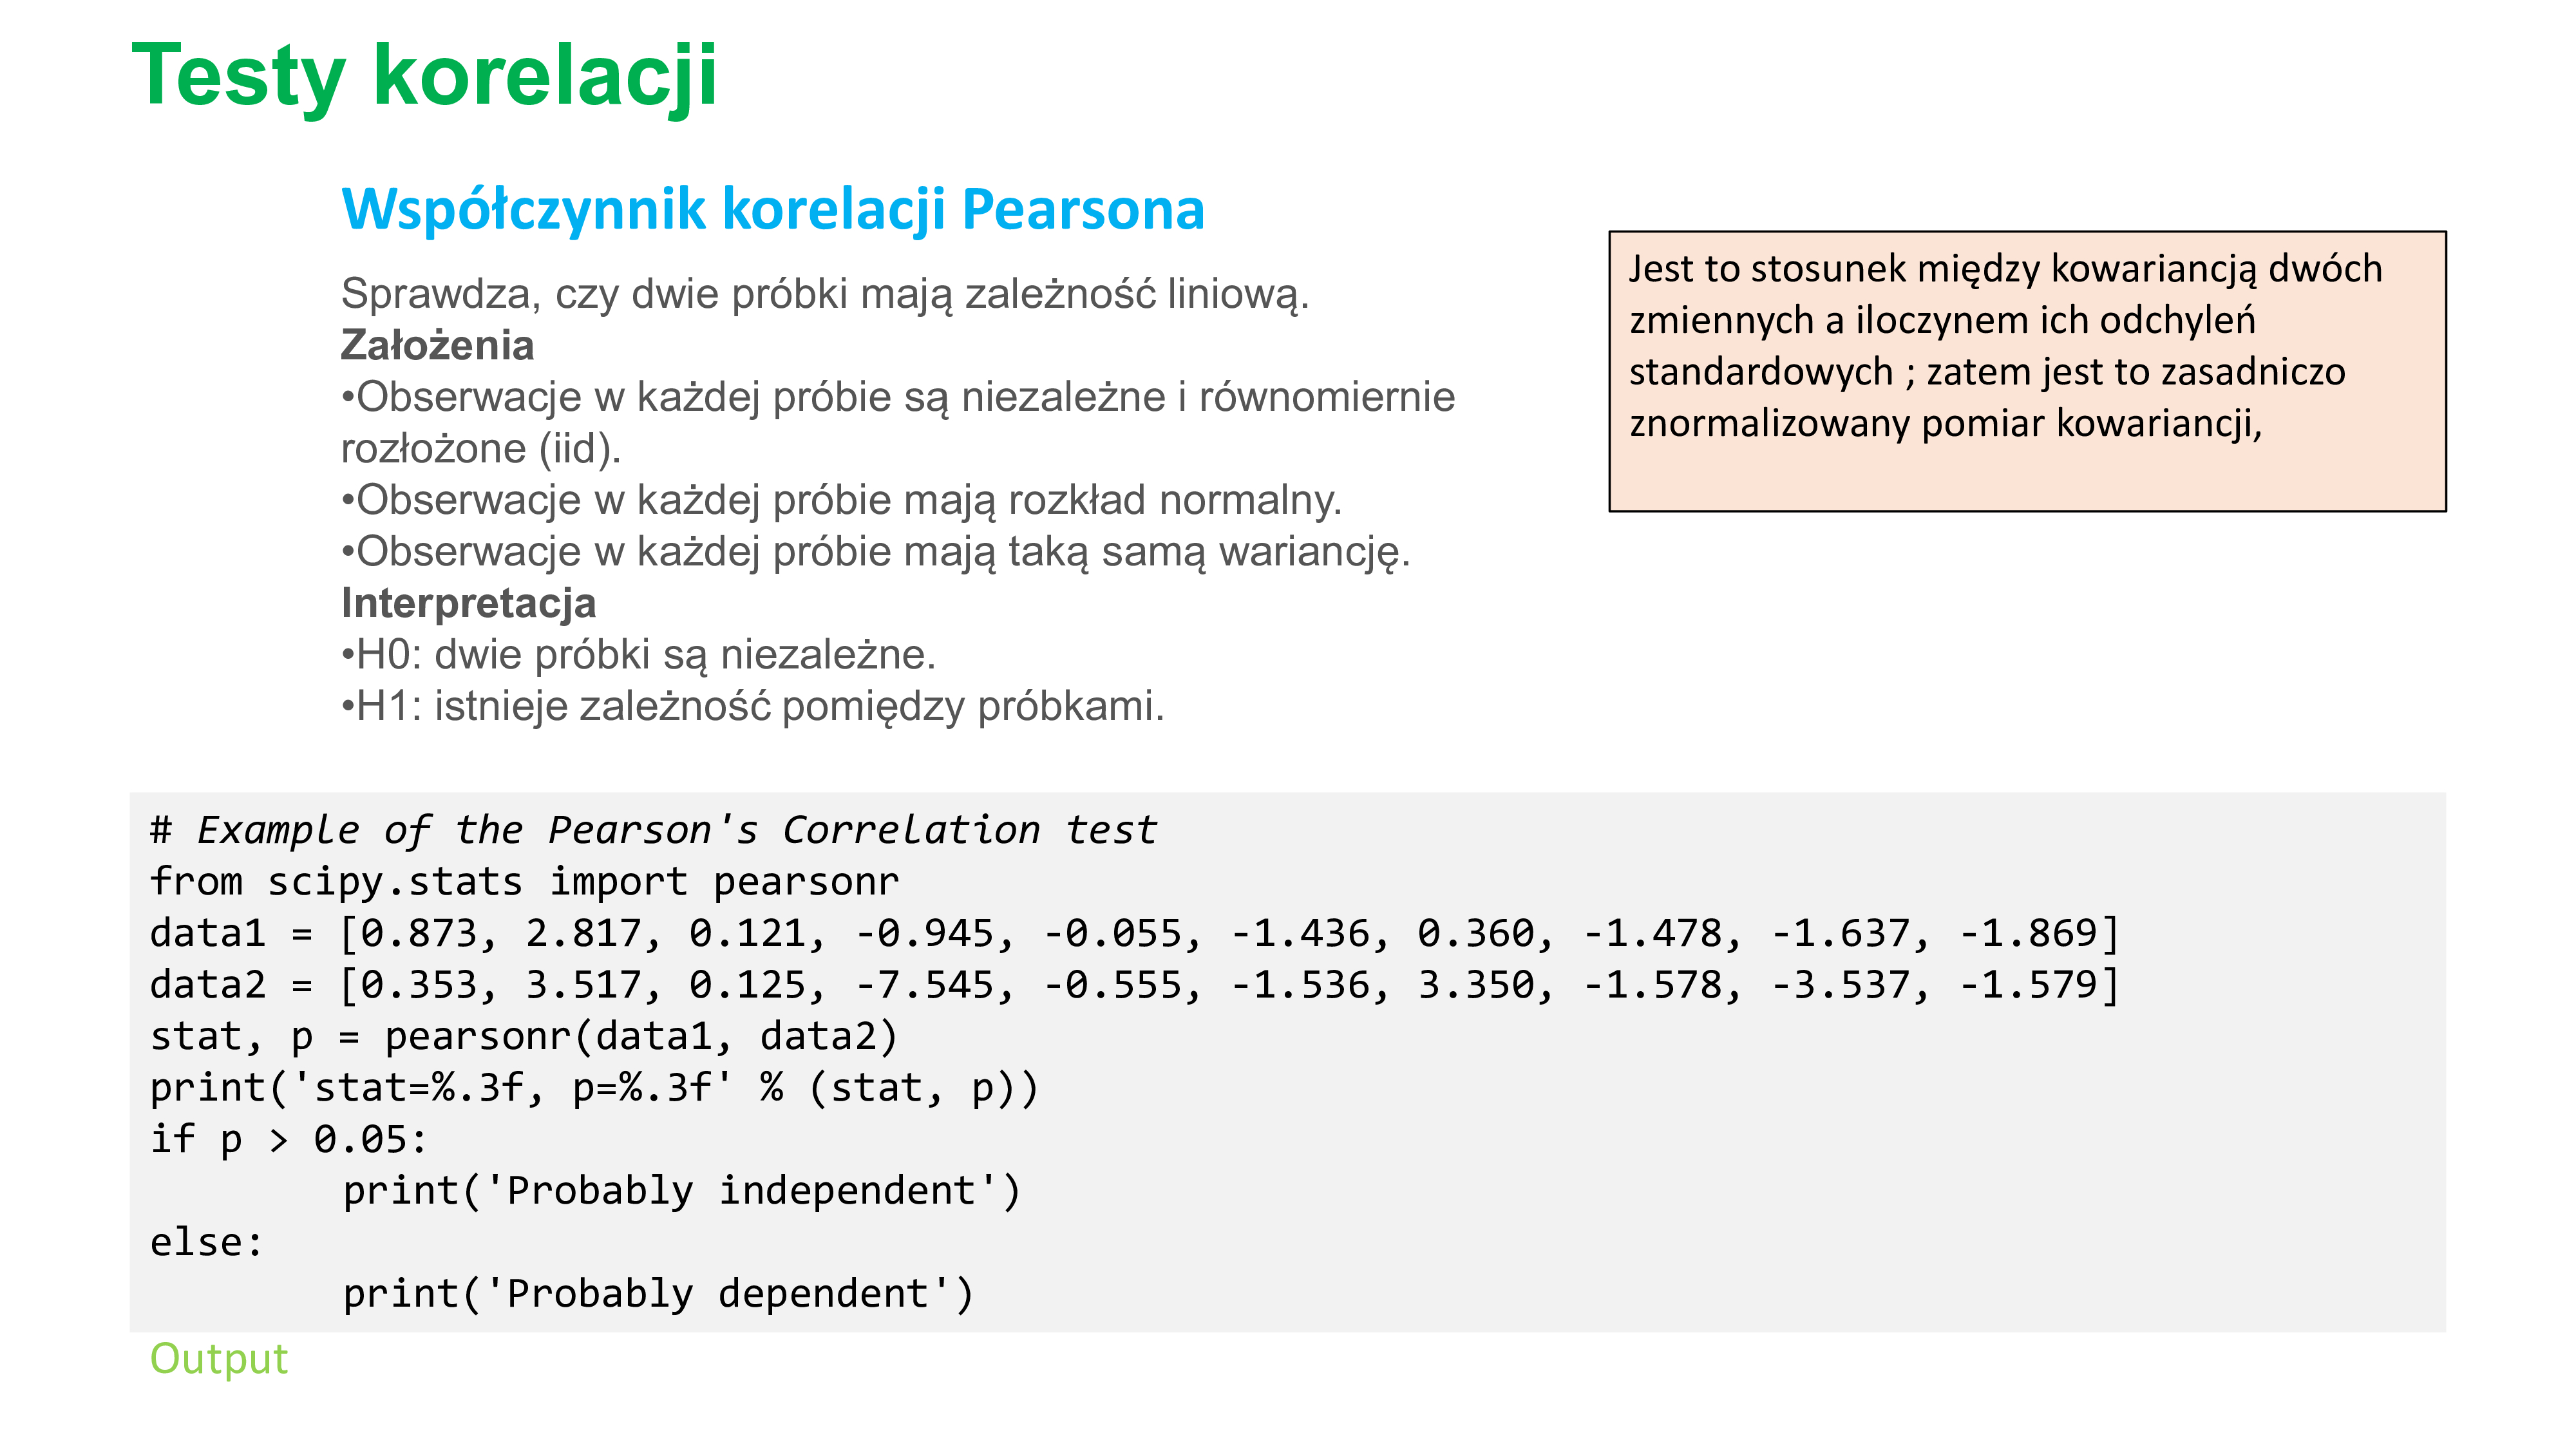 Testy korelacji
Współczynnik korelacji Pearsona
Sprawdza, czy dwie próbki mają zależność liniową.
Założenia
•Obserwacje w każdej próbie są niezależne i równomiernie
rozłożone (iid).
•Obserwacje w każdej próbie mają rozkład normalny.
•Obserwacje w każdej próbie mają taką samą wariancję.
Interpretacja
•H0: dwie próbki są niezależne.
•H1: istnieje zależność pomiędzy próbkami.
Jest to stosunek między kowariancją dwóch
zmiennych a iloczynem ich odchyleń
standardowych ; zatem jest to zasadniczo
znormalizowany pomiar kowariancji,
# Example of the Pearson's Correlation test
from scipy.stats import pearsonr
data1 = [0.873, 2.817, 0.121, -0.945, -0.055, -1.436, 0.360, -1.478, -1.637, -1.869]
data2 = [0.353, 3.517, 0.125, -7.545, -0.555, -1.536, 3.350, -1.578, -3.537, -1.579]
stat, p = pearsonr(data1, data2)
print('stat=%.3f, p=%.3f' % (stat, p))
if p > 0.05:
print('Probably independent')
else:
print('Probably dependent')
Output